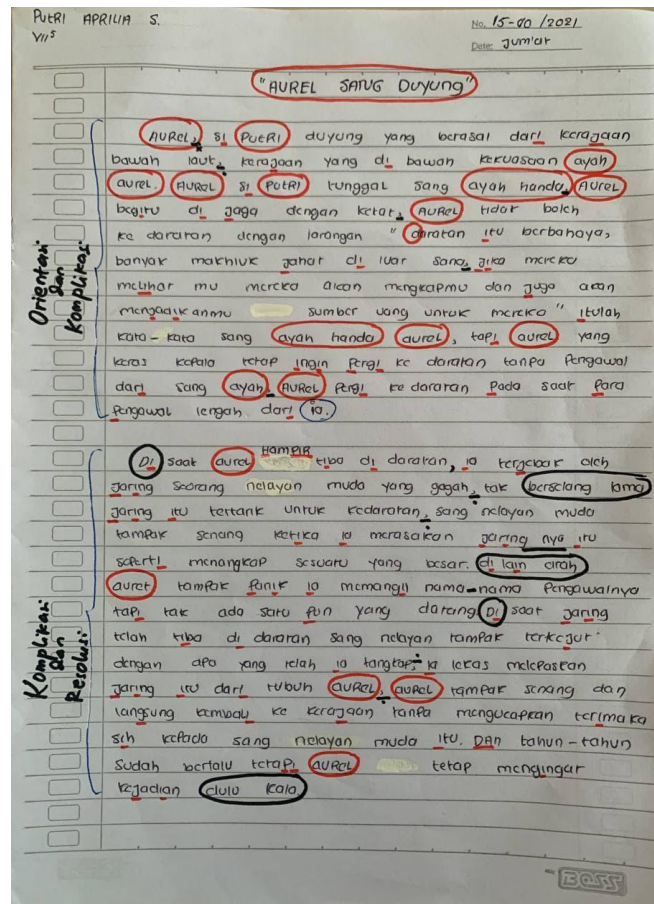 PUTRI APRILIA S.
VII⁵
No. 15-00/2021
Date: Jum'at
"AUREL SANG DUYUNG"
AUREL, si PUTRI duyung yang berasal dari kerajaan
bawah laut, kerajaan yang di bawah kekuasaan ayah
aurel. AUREL si PUTRI tunggal sang ayah handa, AUREL
begitu di jaga dengan ketat, AUREL tidak boleh
ke daratan dengan larangan "daratan itu berbahaya,
banyak makhluk jahat di luar sana, jika mereka
melihat mu mereka akan mengkapmu dan juga akan
mengadikanmu sumber uang untuk mereka" itulah
kata-kata sang ayah handa aurel, tapi aurel yang
keras kepala tetap ingin pergi ke daratan tanpa pengawal
dari sang ayah. AUREL pergi ke daratan pada saat para
pengawal lengah dari ia.
Orientasi dan Komplikasi
DI saat aurel HAMPIR tiba di daratan, ia terjebak oleh
jaring seorang nelayan muda yang gagah, tak berselang lama
jaring itu tertarik untuk kedaratan, sang nelayan muda
tampak senang ketika ia merasakan jaring nya itu
seperti menangkap sesuatu yang besar. di lain arah
aurel tampak panik ia memangil nama-nama pengawalnya
tapi tak ada satu pun yang datang DI saat jaring
telah tiba di daratan sang nelayan tampak terkejut
dengan apa yang telah ia tangkap, ia lekas melepaskan
jaring itu dari tubuh AUREL, AUREL tampak senang dan
langsung kembali ke kerajaan tanpa mengucapkan terimaka
sih kepada sang nelayan muda itu. DAN tahun-tahun
sudah berlalu tetapi AUREL tetap mengingat
kejadian dulu kala
Komplikasi dan Resolusi
BOSS